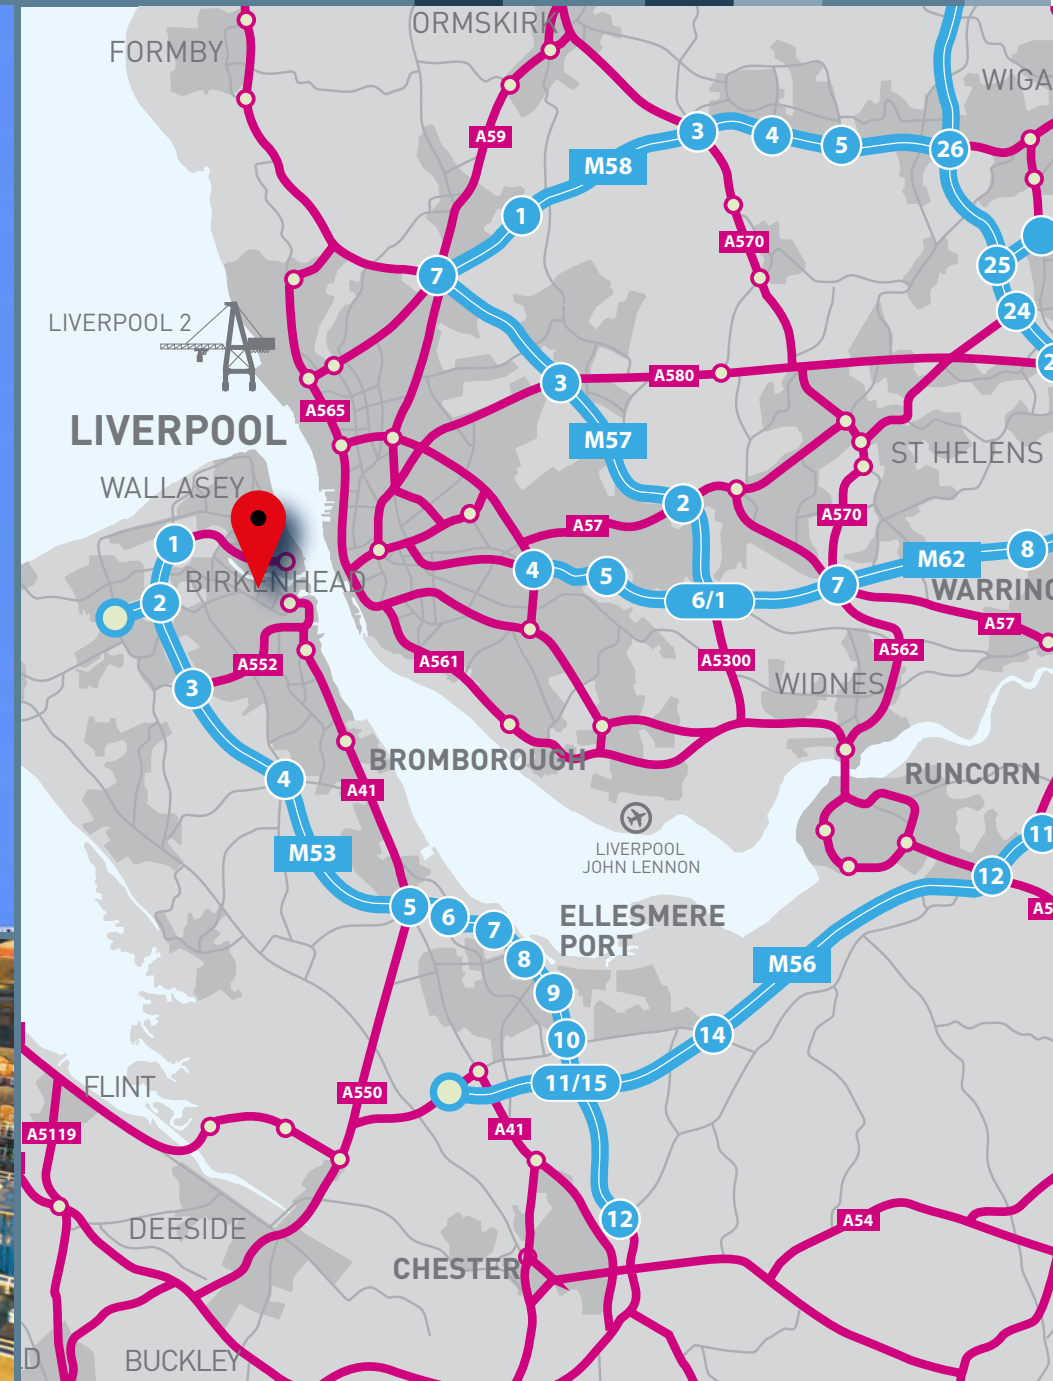 ORMSKIRK
FORMBY
WIGA
A59
3
4
5
26
M58
1
A570
25
7
24
LIVERPOOL 2
2
A580
3
A565
LIVERPOOL
M57
ST HELENS
WALLASEY
2
A570
A57
1
M62
8
4
5
7
BIRKENHEAD
WARRING
2
6/1
A57
A562
A552
A561
A5300
3
WIDNES
BROMBOROUGH
4
RUNCORN
A41
LIVERPOOL
JOHN LENNON
11
M53
12
5
6
ELLESMERE
PORT
A5
7
8
M56
9
14
10
11/15
FLINT
A550
A5119
A41
12
A54
DEESIDE
CHESTER
LD
BUCKLEY